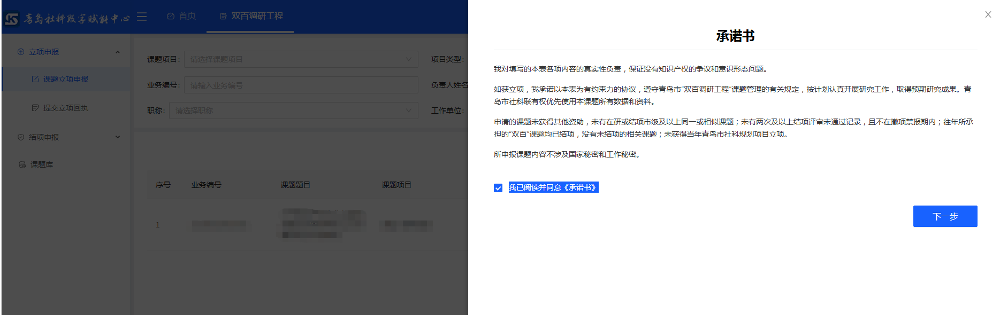 青岛社科数字赋能中心
首页
双百调研工程
立项申报
课题立项申报
提交立项回执
结项申报
课题库
课题项目：
请选择课题项目
项目类型：
业务编号：
请输入业务编号
负责人姓名
职称：
请选择职称
工作单位：
序号 业务编号 课题题目 课题项目
1
承诺书
我对填写的本表各项内容的真实性负责，保证没有知识产权的争议和意识形态问题。
如获立项，我承诺以本表为有约束力的协议，遵守青岛市“双百调研工程”课题管理的有关规定，按计划认真开展研究工作，取得预期研究成果。青
岛市社科联有权优先使用本课题所有数据和资料。
申请的课题未获得其他资助，未有在研或结项市级及以上同一或相似课题；未有两次及以上结项评审未通过记录，且不在撤项禁报期内；往年所承
担的“双百”课题均已结项，没有未结项的相关课题；未获得当年青岛市社科规划项目立项。
所申报课题内容不涉及国家秘密和工作秘密。
我已阅读并同意《承诺书》
下一步